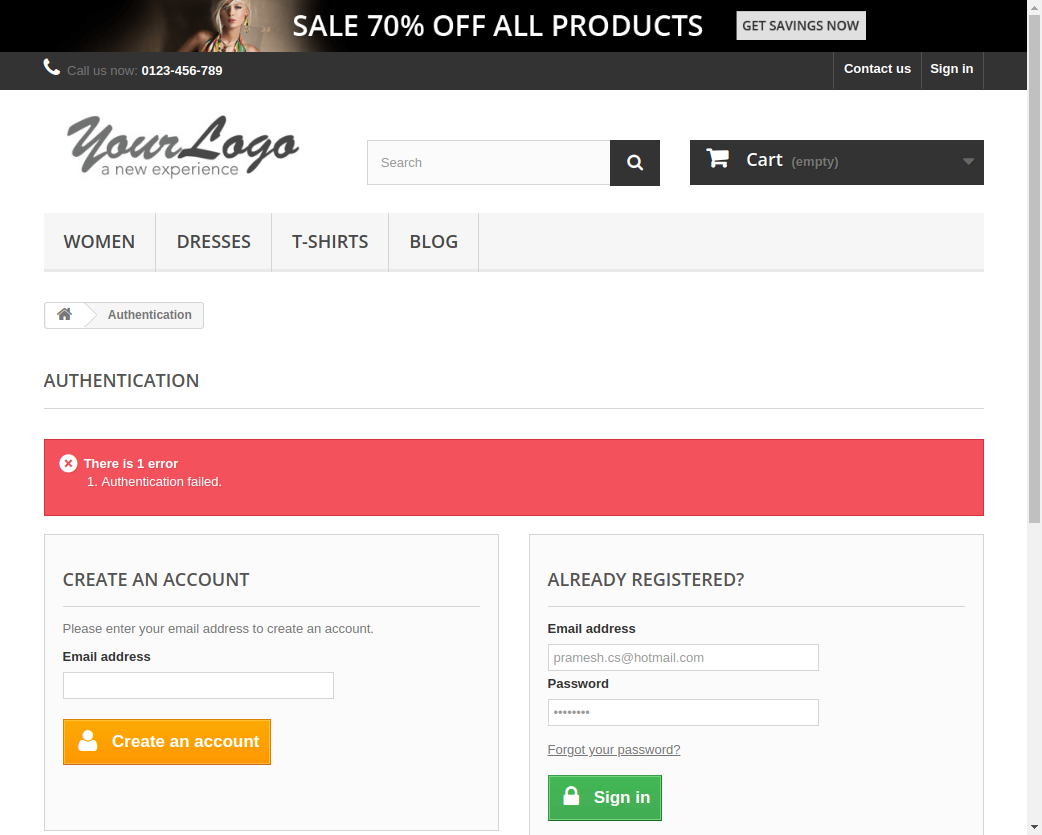 SALE 70% OFF ALL PRODUCTS GET SAVINGS NOW
Call us now: 0123-456-789 Contact us Sign in
YourLogo
a new experience
Search
Cart (empty)
WOMEN DRESSES T-SHIRTS BLOG
Authentication
AUTHENTICATION
There is 1 error
1. Authentication failed.
CREATE AN ACCOUNT
Please enter your email address to create an account.
Email address
Create an account
ALREADY REGISTERED?
Email address
pramesh.cs@hotmail.com
Password
••••••••
Forgot your password?
Sign in